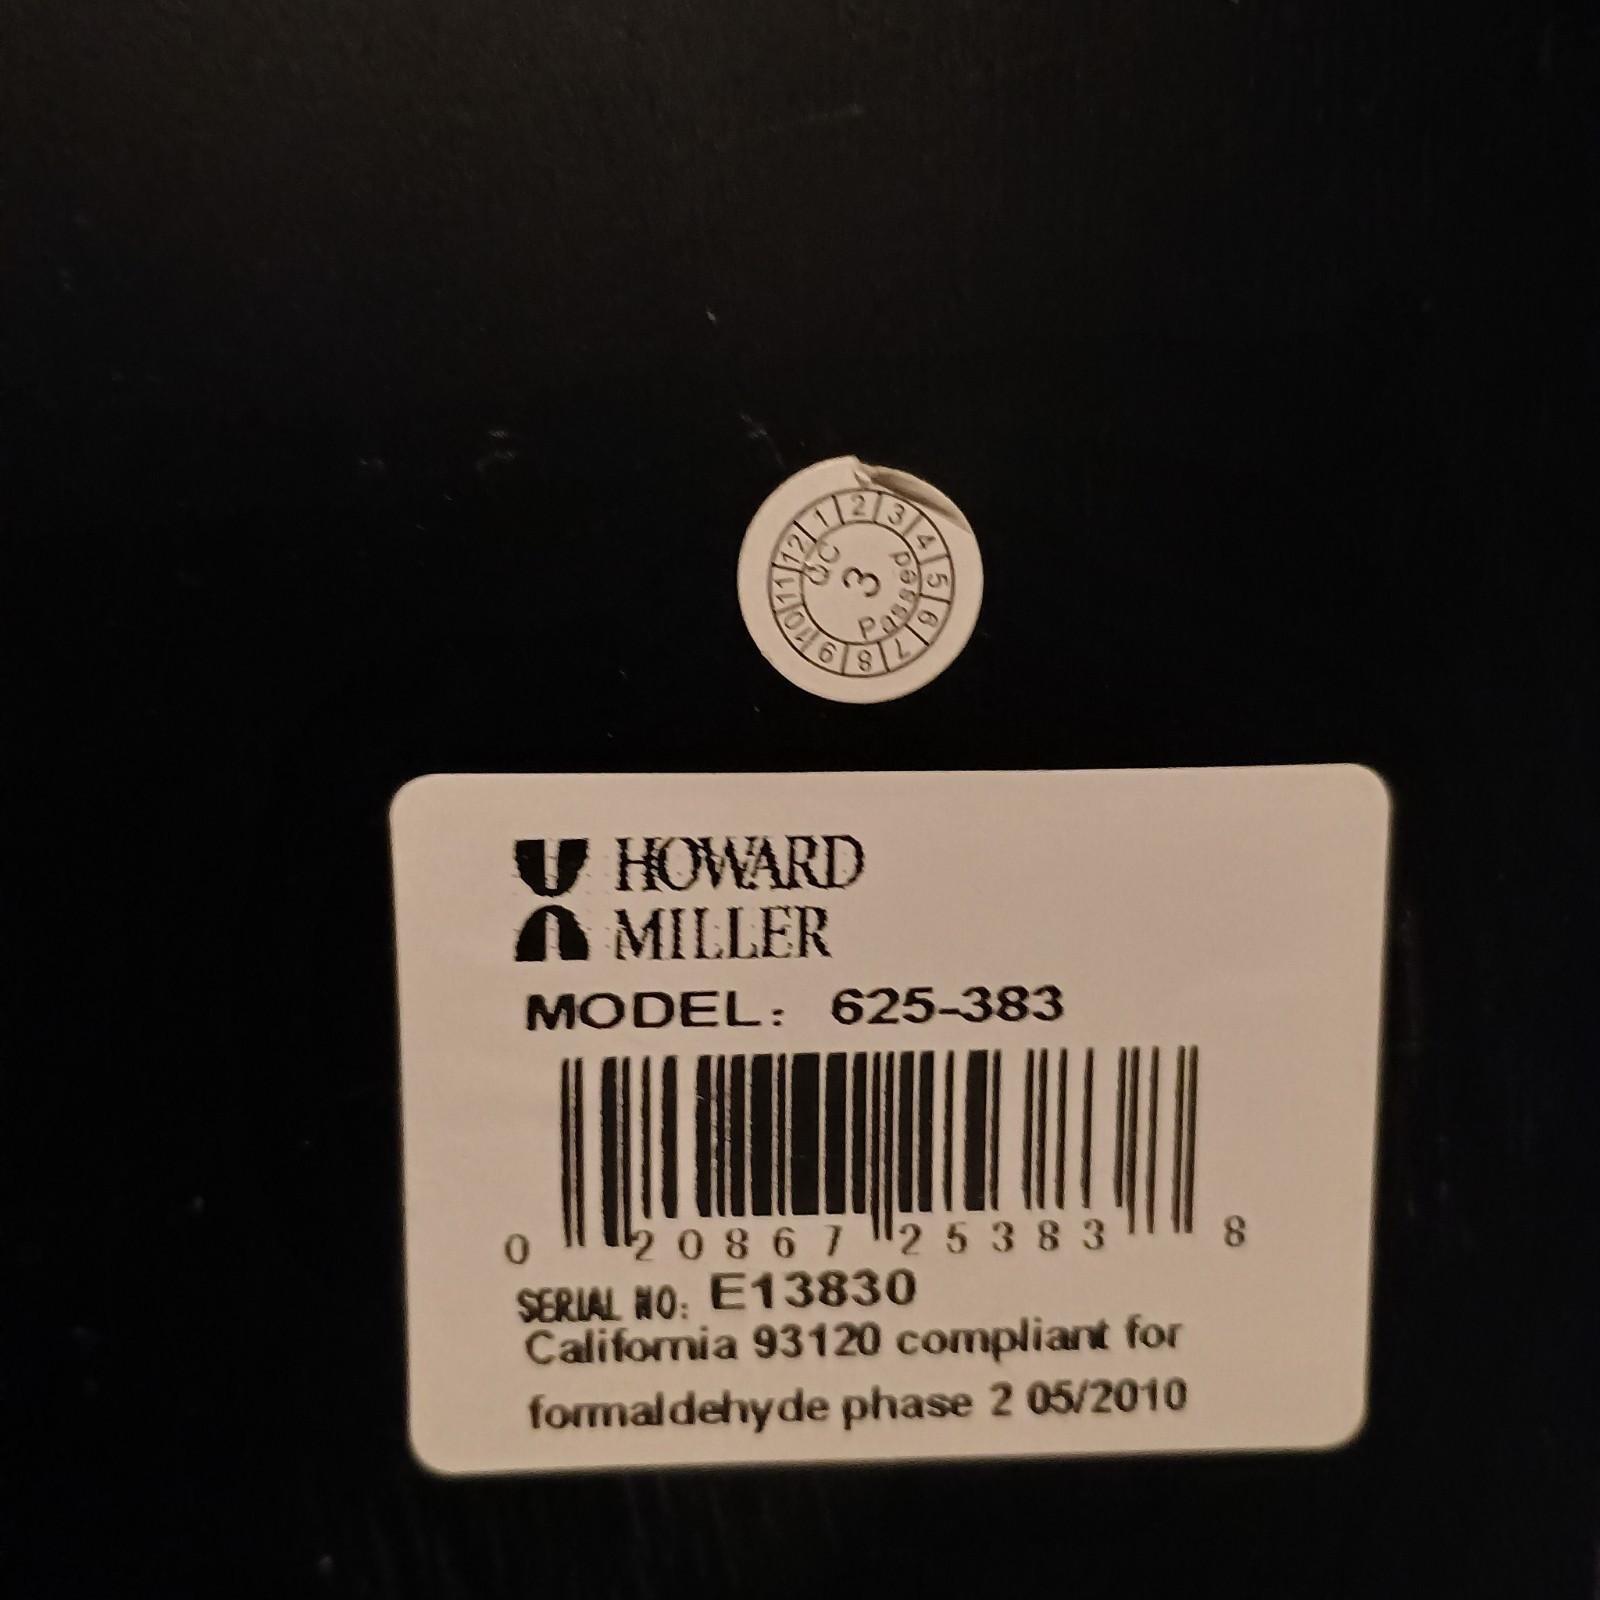 1 2 3 4 5 6 7 8 9 10 11 12
QC Passed
3
HOWARD
MILLER
MODEL: 625-383
0 20867 25383 8
SERIAL NO: E13830
California 93120 compliant for
formaldehyde phase 2 05/2010